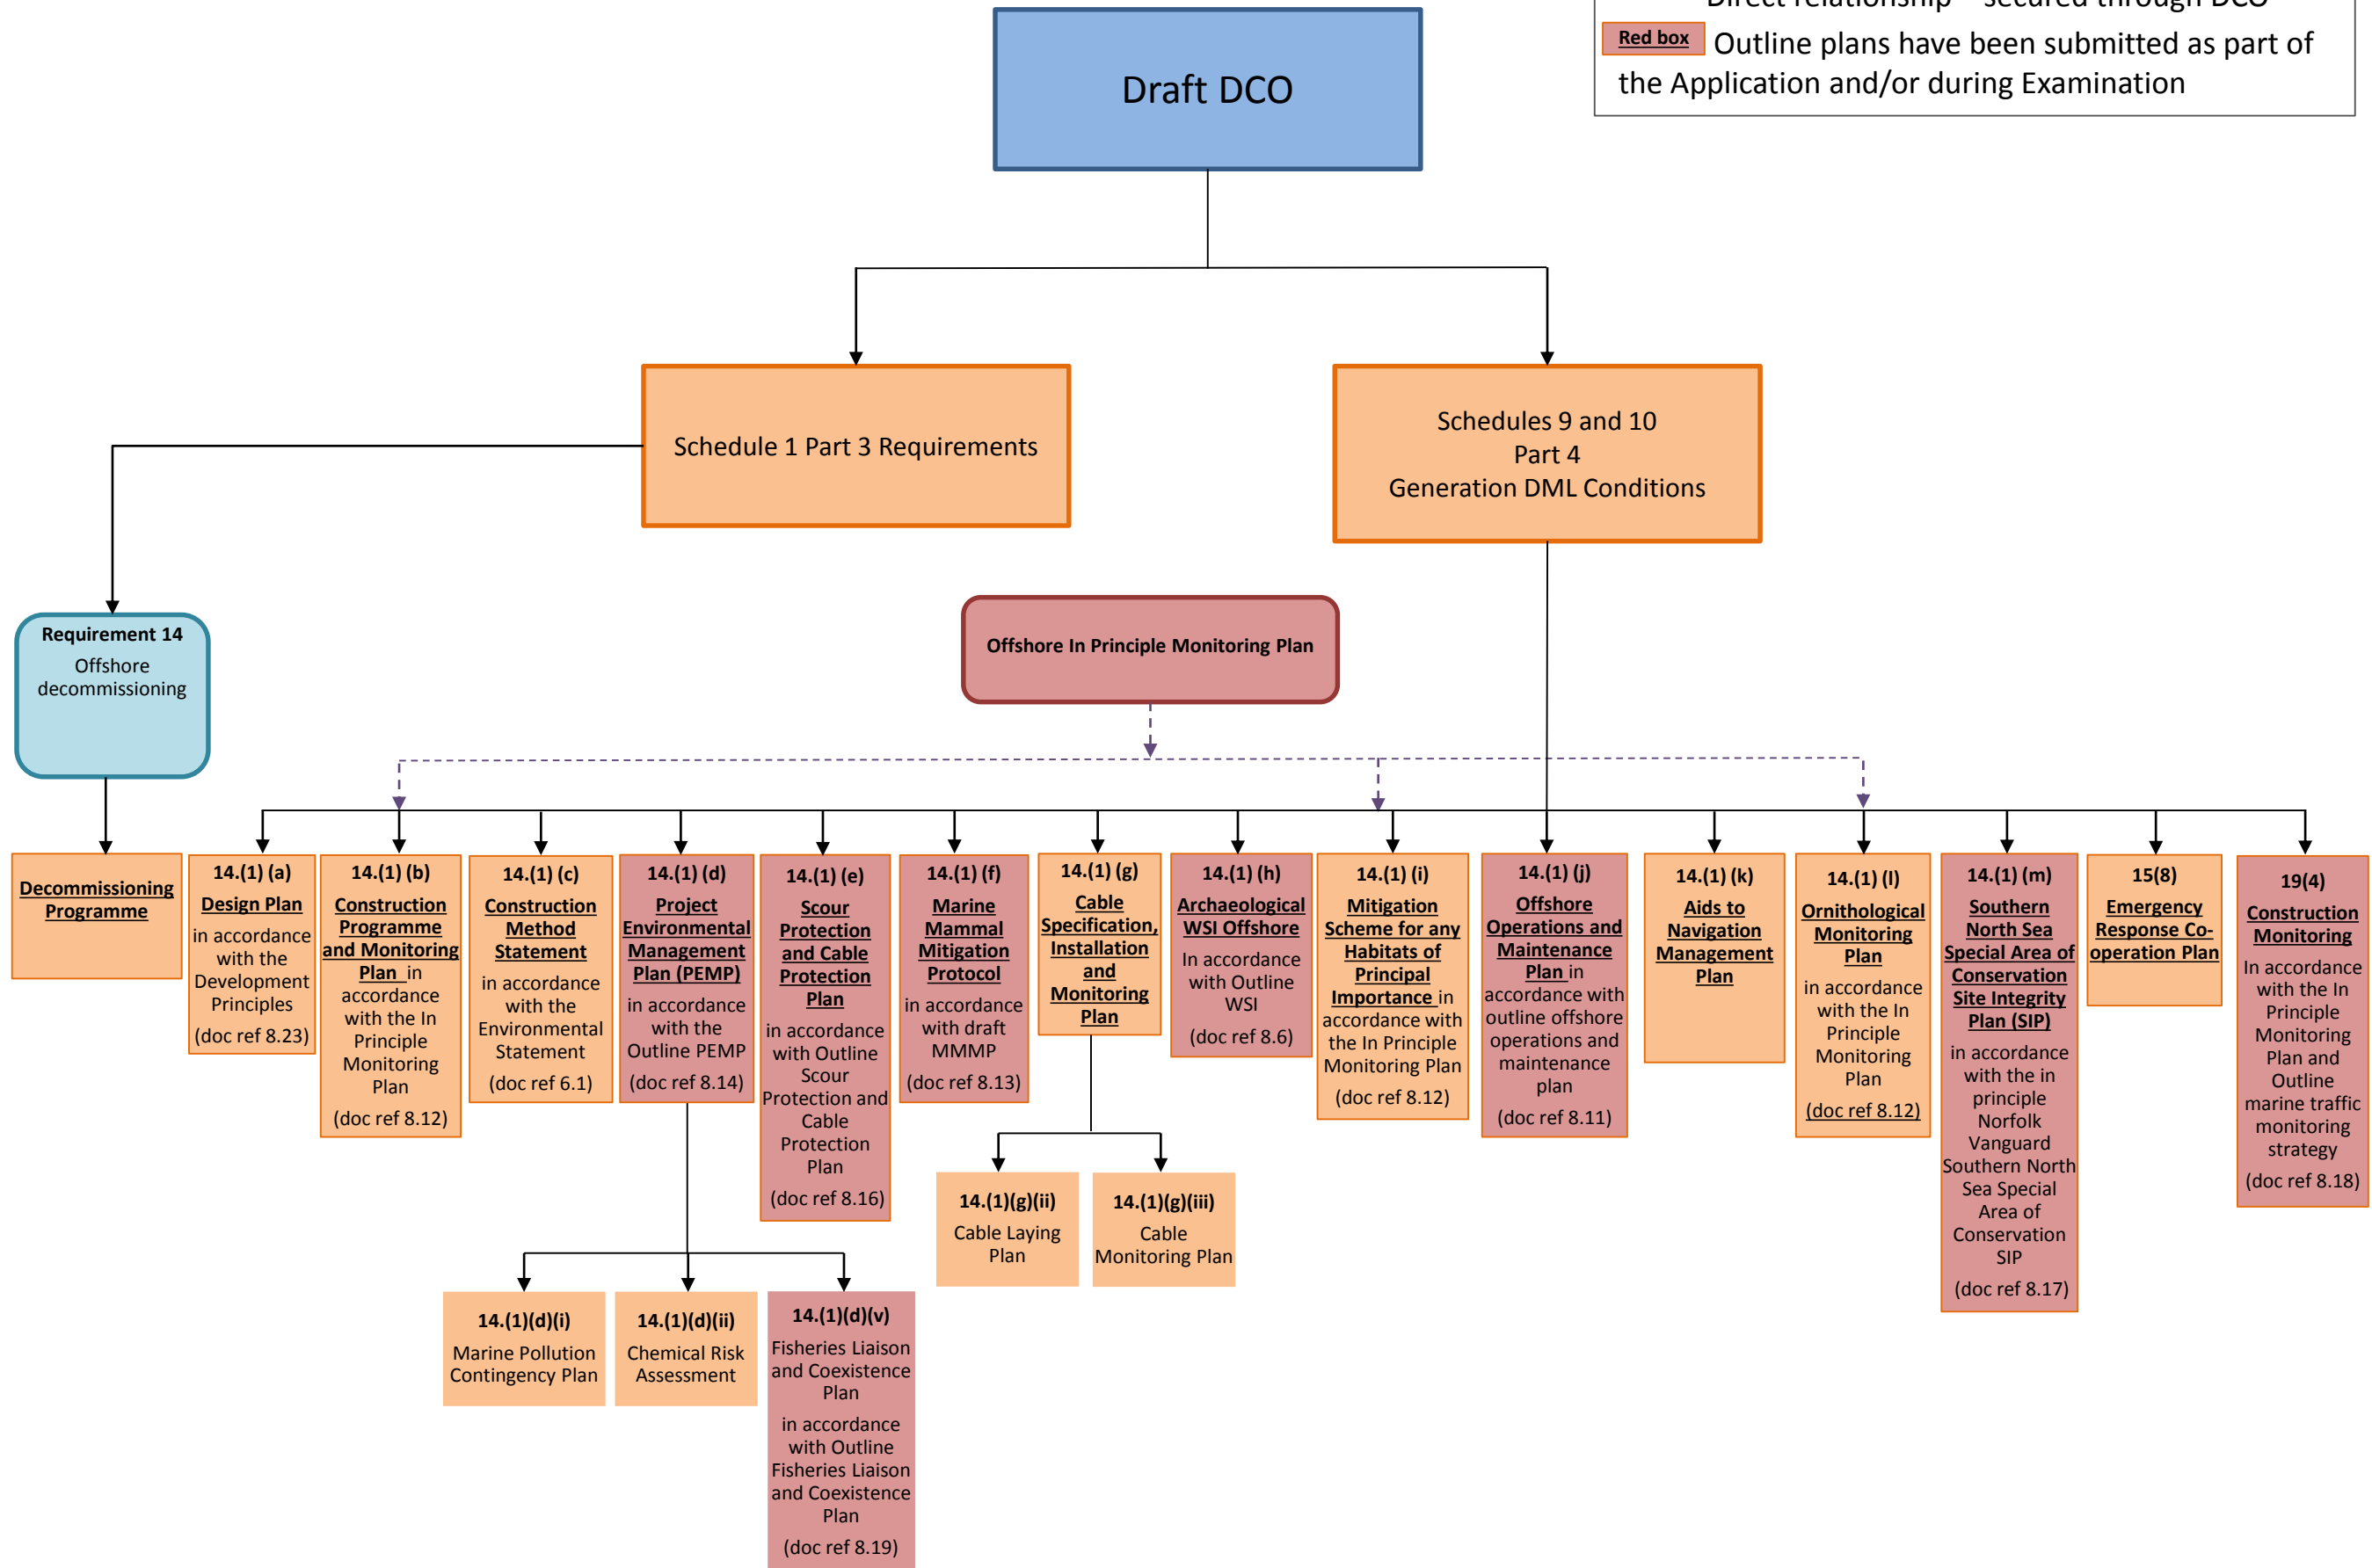 Draft DCO
Direct relationship – secured through DCO
Red box Outline plans have been submitted as part of
the Application and/or during Examination
Schedule 1 Part 3 Requirements
Schedules 9 and 10
Part 4
Generation DML Conditions
Requirement 14
Offshore
decommissioning
Offshore In Principle Monitoring Plan
Decommissioning
Programme
14.(1) (a)
Design Plan
in accordance
with the
Development
Principles
(doc ref 8.23)
14.(1) (b)
Construction
Programme
and Monitoring
Plan in
accordance
with the In
Principle
Monitoring
Plan
(doc ref 8.12)
14.(1) (c)
Construction
Method
Statement
in accordance
with the
Environmental
Statement
(doc ref 6.1)
14.(1) (d)
Project
Environmental
Management
Plan (PEMP)
in accordance
with the
Outline PEMP
(doc ref 8.14)
14.(1) (e)
Scour
Protection
and Cable
Protection
Plan
in accordance
with Outline
Scour
Protection and
Cable
Protection
Plan
(doc ref 8.16)
14.(1) (f)
Marine
Mammal
Mitigation
Protocol
in accordance
with draft
MMMP
(doc ref 8.13)
14.(1) (g)
Cable
Specification,
Installation
and
Monitoring
Plan
14.(1) (h)
Archaeological
WSI Offshore
In accordance
with Outline
WSI
(doc ref 8.6)
14.(1) (i)
Mitigation
Scheme for any
Habitats of
Principal
Importance in
accordance with
the In Principle
Monitoring Plan
(doc ref 8.12)
14.(1) (j)
Offshore
Operations and
Maintenance
Plan in
accordance with
outline offshore
operations and
maintenance
plan
(doc ref 8.11)
14.(1) (k)
Aids to
Navigation
Management
Plan
14.(1) (l)
Ornithological
Monitoring
Plan
in accordance
with the In
Principle
Monitoring
Plan
(doc ref 8.12)
14.(1) (m)
Southern
North Sea
Special Area of
Conservation
Site Integrity
Plan (SIP)
in accordance
with the in
principle
Norfolk
Vanguard
Southern North
Sea Special
Area of
Conservation
SIP
(doc ref 8.17)
15(8)
Emergency
Response Co-
operation Plan
19(4)
Construction
Monitoring
In accordance
with the In
Principle
Monitoring
Plan and
Outline
marine traffic
monitoring
strategy
(doc ref 8.18)
14.(1)(g)(ii)
Cable Laying
Plan
14.(1)(g)(iii)
Cable
Monitoring Plan
14.(1)(d)(i)
Marine Pollution
Contingency Plan
14.(1)(d)(ii)
Chemical Risk
Assessment
14.(1)(d)(v)
Fisheries Liaison
and Coexistence
Plan
in accordance
with Outline
Fisheries Liaison
and Coexistence
Plan
(doc ref 8.19)